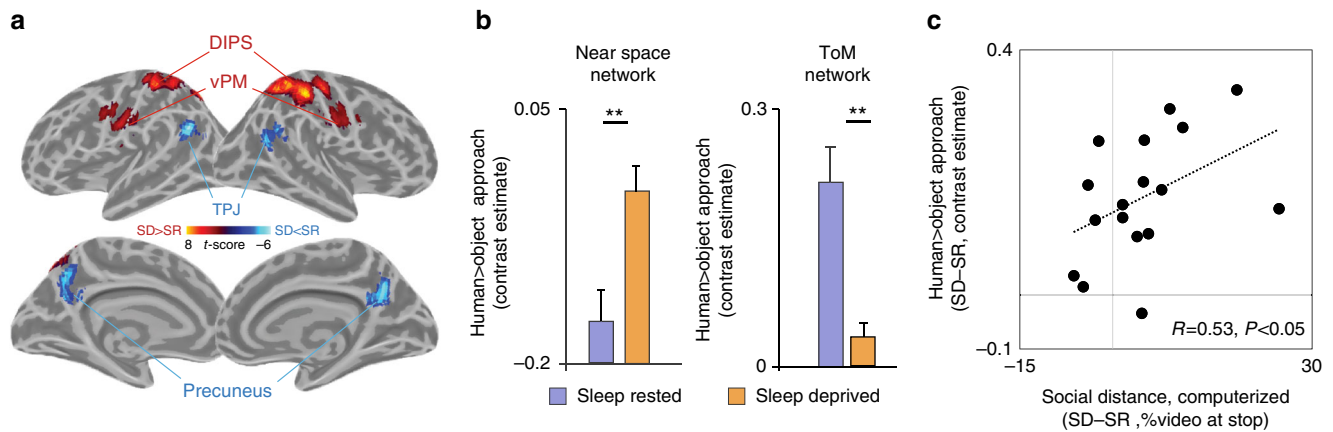 a
DIPS
vPM
TPJ
SD>SR
SD<SR
8 t-score −6
Precuneus
b
Near space
network
Human>object approach
(contrast estimate)
0.05
**
−0.2
ToM
network
Human>object approach
(contrast estimate)
0.3
**
0
Sleep rested
Sleep deprived
c
Human>object approach
(SD–SR, contrast estimate)
0.4
−0.1
R=0.53, P<0.05
−15
30
Social distance, computerized
(SD–SR ,%video at stop)